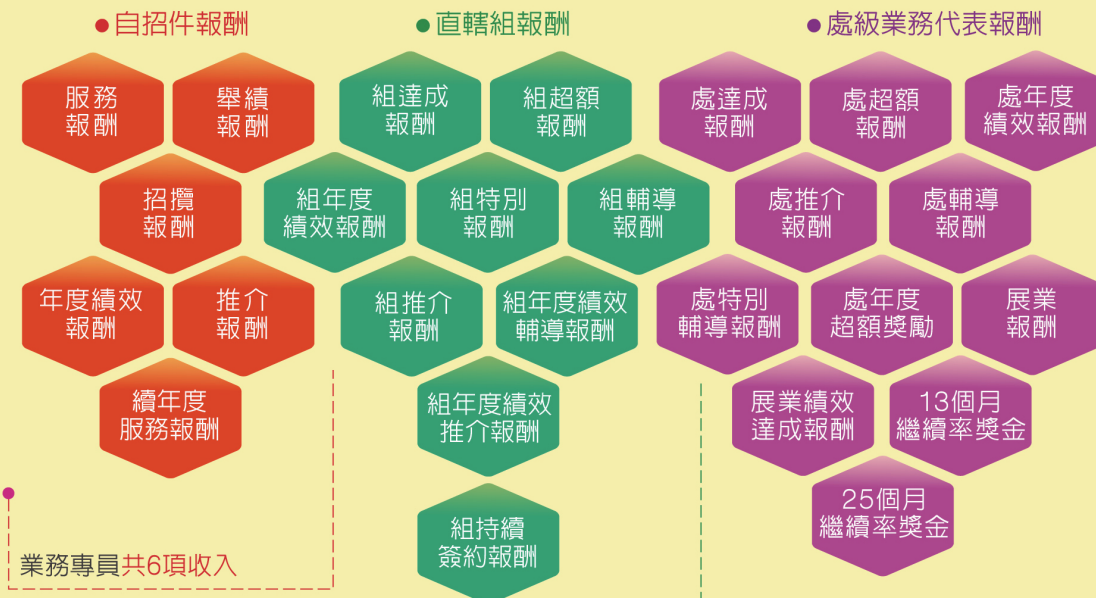 自招件報酬
服務
報酬
舉績
報酬
招攬
報酬
年度績效
報酬
推介
報酬
續年度
服務報酬
業務專員共6項收入
直轄組報酬
組達成
報酬
組超額
報酬
組年度
績效報酬
組特別
報酬
組輔導
報酬
組推介
報酬
組年度績效
輔導報酬
組年度績效
推介報酬
組持續
簽約報酬
處級業務代表報酬
處達成
報酬
處超額
報酬
處年度
績效報酬
處推介
報酬
處輔導
報酬
處特別
輔導報酬
處年度
超額獎勵
展業
報酬
展業績效
達成報酬
13個月
繼續率獎金
25個月
繼續率獎金